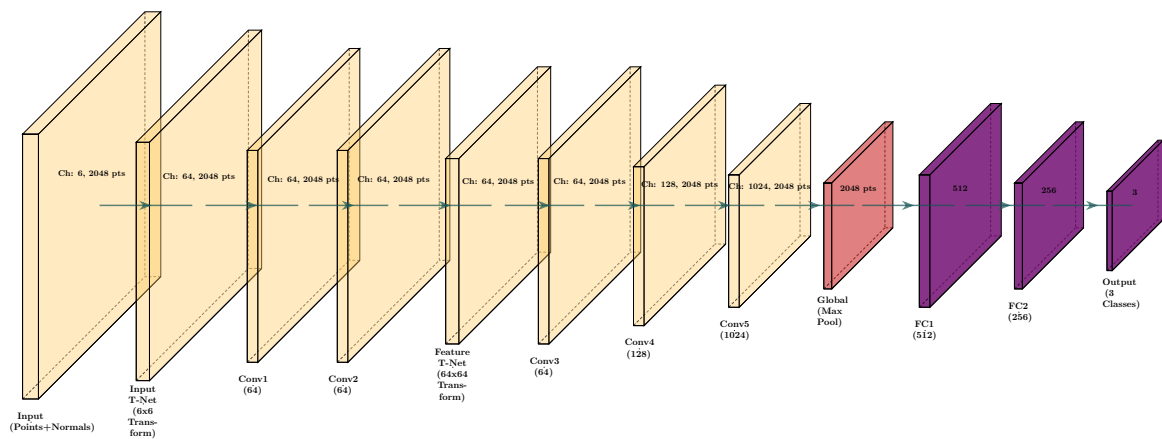 Ch: 6, 2048 pts
Ch: 64, 2048 pts
Ch: 64, 2048 pts
Ch: 64, 2048 pts
Ch: 64, 2048 pts
Ch: 64, 2048 pts
Ch: 128, 2048 pts
Ch: 1024, 2048 pts
2048 pts
512
256
3
Input
(Points+Normals)
Input
T-Net
(6x6
Trans-
form)
Conv1
(64)
Conv2
(64)
Feature
T-Net
(64x64
Trans-
form)
Conv3
(64)
Conv4
(128)
Conv5
(1024)
Global
(Max
Pool)
FC1
(512)
FC2
(256)
Output
(3
Classes)